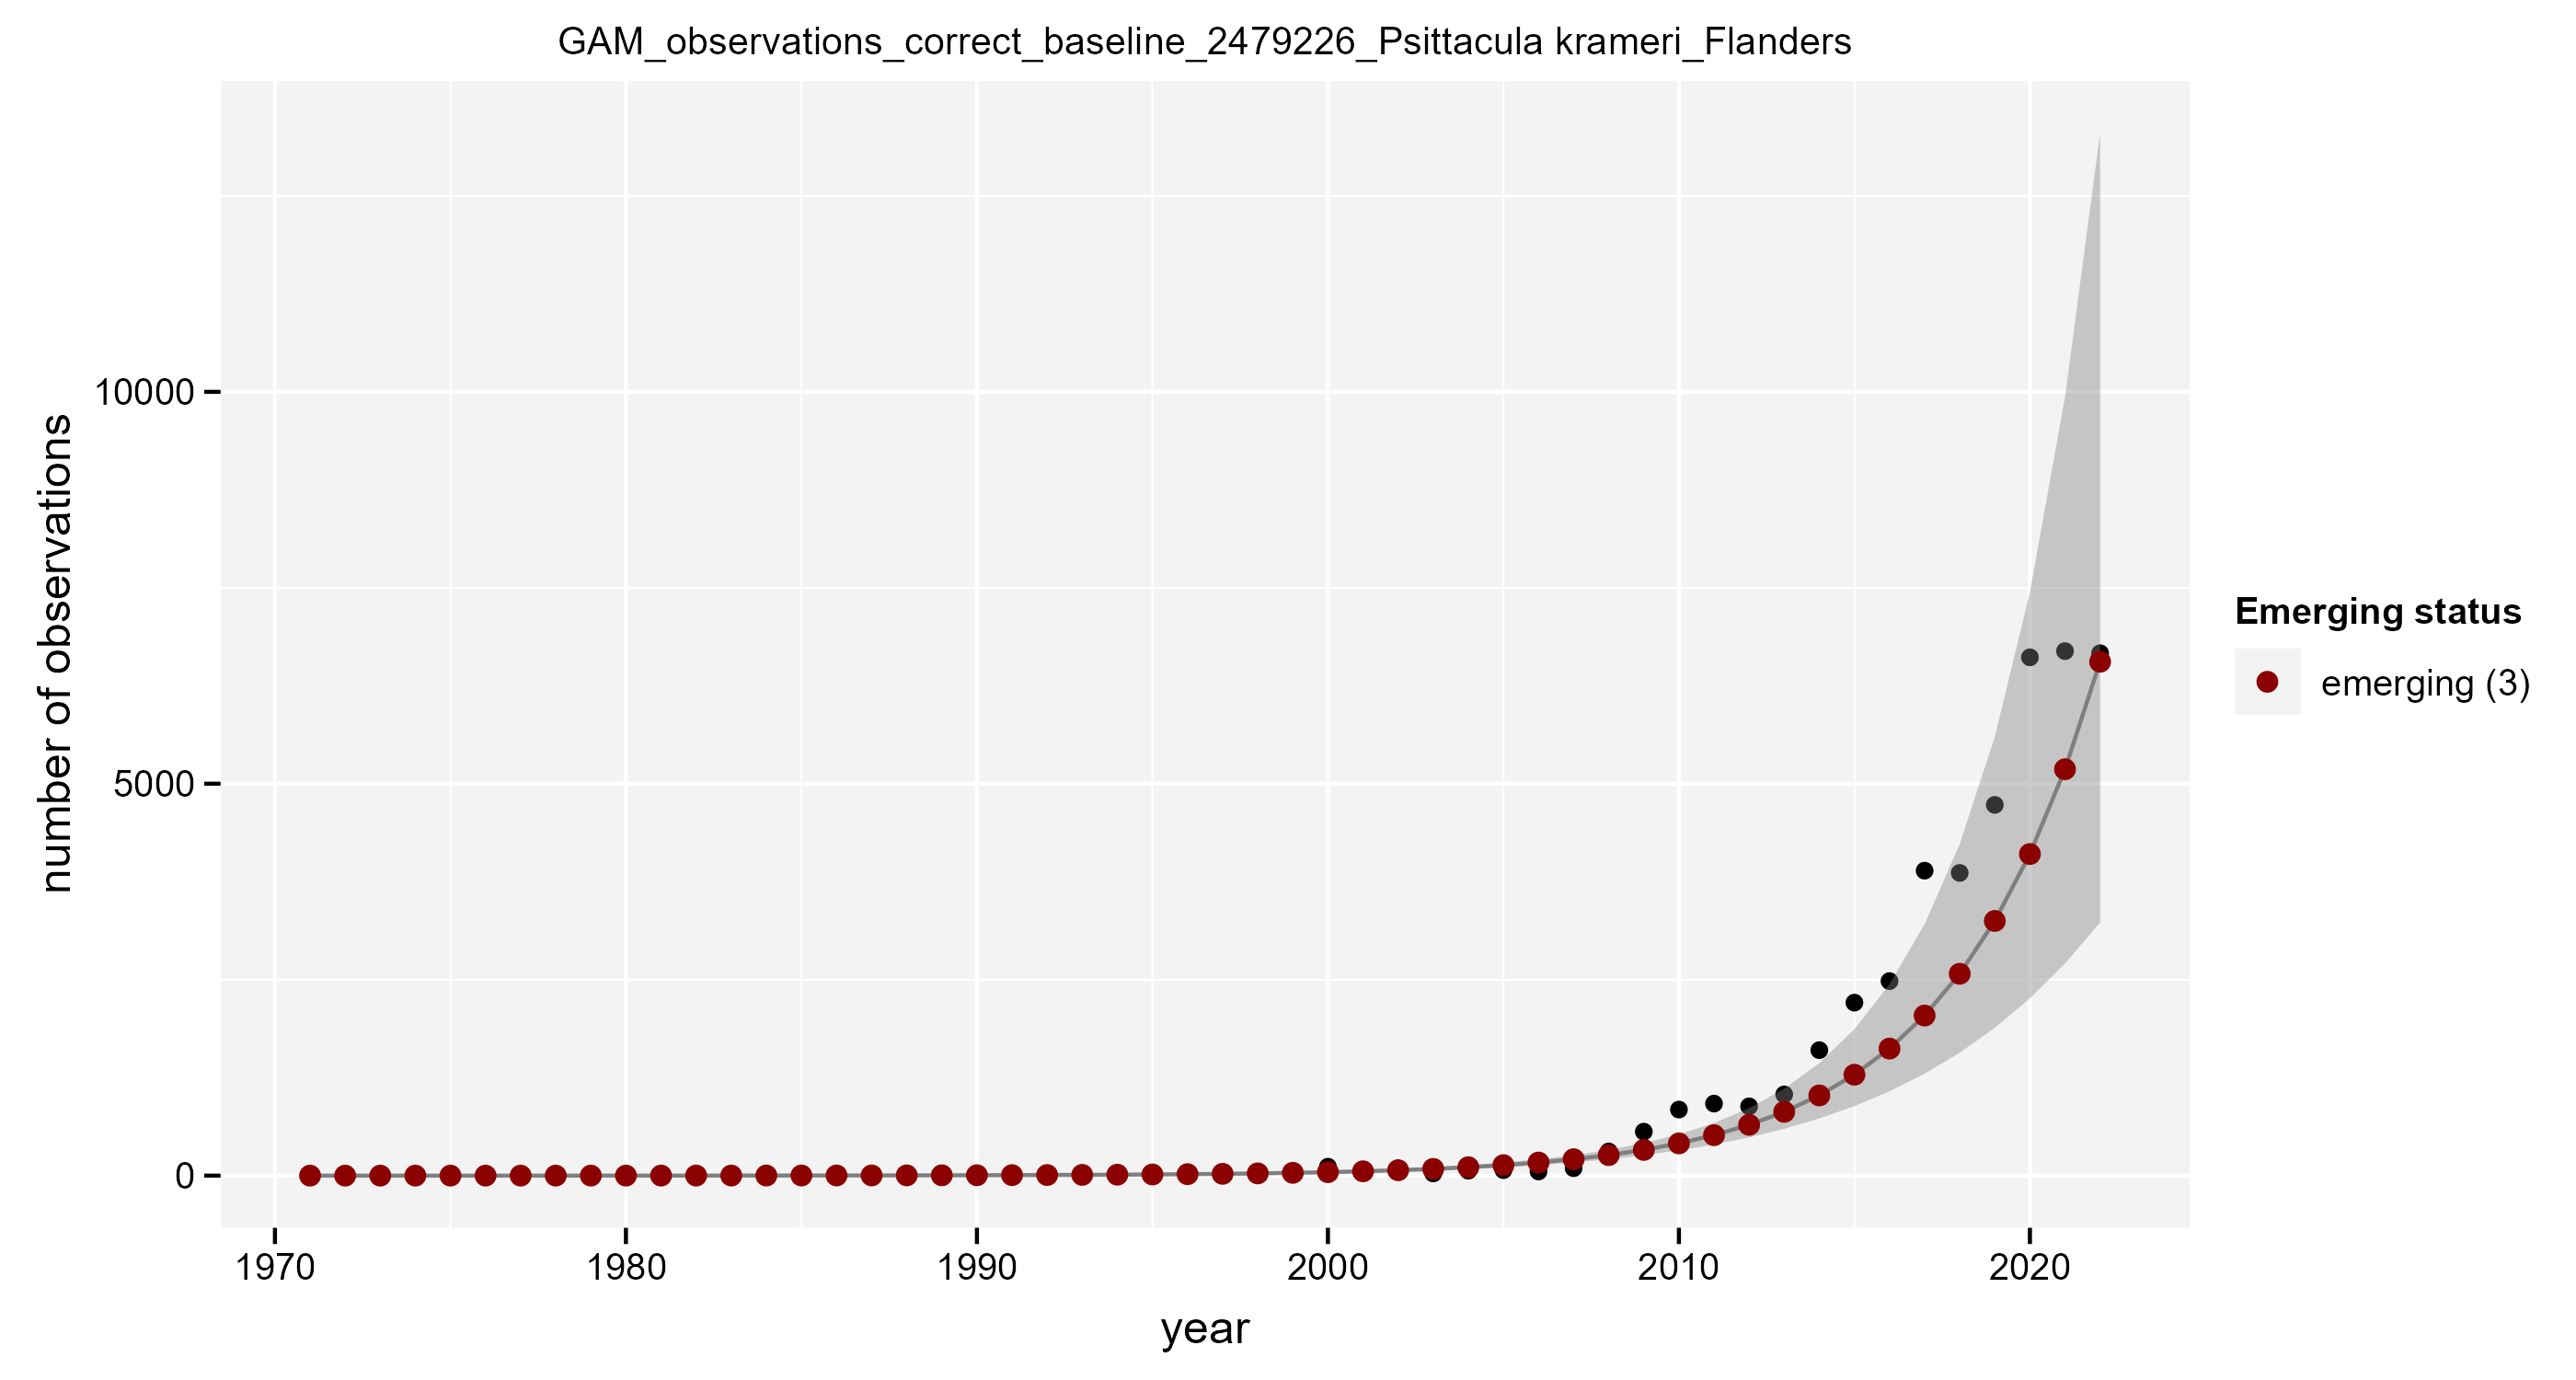 GAM_observations_correct_baseline_2479226_Psittacula krameri_Flanders
number of observations
10000
5000
0
1970 1980 1990 2000 2010 2020
year
Emerging status
emerging (3)